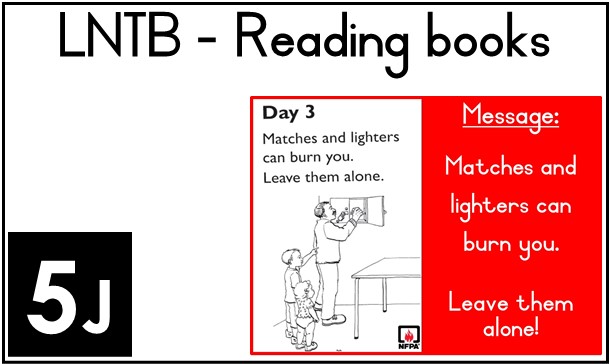 LNTB - Reading books
Day 3
Matches and lighters
can burn you.
Leave them alone.
NFPA
Message:
Matches and
lighters can
burn you.
Leave them
alone!
5J